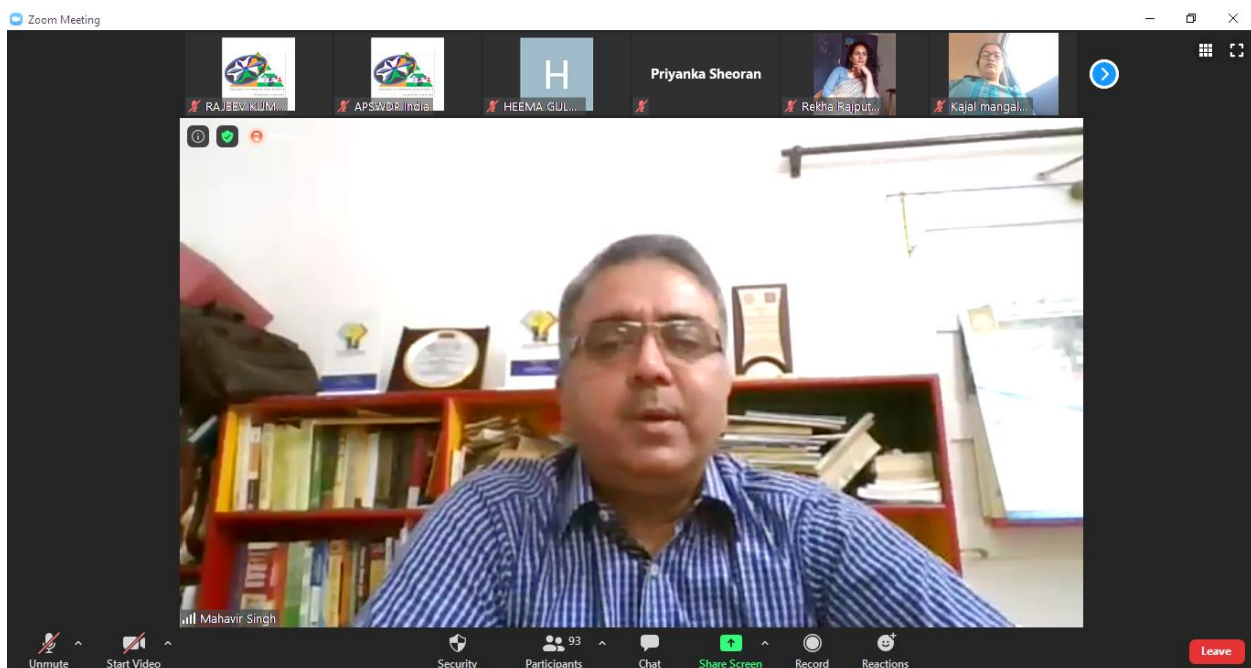 Zoom Meeting
RAJEEV KUM...
APSWDP India
HEEMA GUL...
Priyanka Sheoran
Rekha Rajput...
Kajal mangal...
H
Mahavir Singh
Unmute
Start Video
Security
93
Participants
Chat
Share Screen
Record
Reactions
Leave